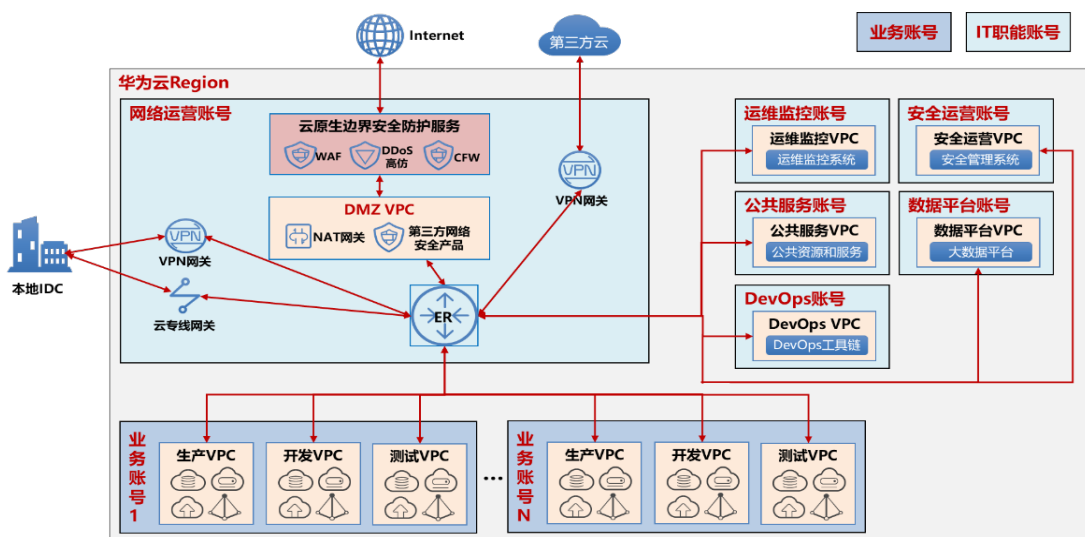 Internet
第三方云
业务账号
IT职能账号
华为云Region
网络运营账号
云原生边界安全防护服务
WAF
DDoS
高仿
CFW
DMZ VPC
NAT网关
第三方网络
安全产品
VPN
VPN网关
VPN
VPN网关
云专线网关
本地IDC
ER
运维监控账号
运维监控VPC
运维监控系统
安全运营账号
安全运营VPC
安全管理系统
公共服务账号
公共服务VPC
公共资源和服务
数据平台账号
数据平台VPC
大数据平台
DevOps账号
DevOps VPC
DevOps工具链
业
务
账
号
1
生产VPC
开发VPC
测试VPC
...
业
务
账
号
N
生产VPC
开发VPC
测试VPC